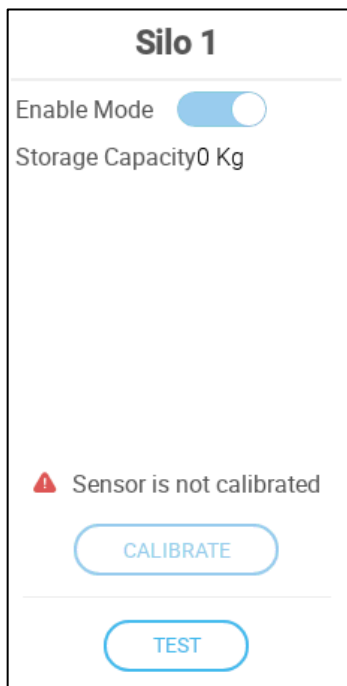 Silo 1
Enable Mode
Storage Capacity0 Kg
Sensor is not calibrated
CALIBRATE
TEST